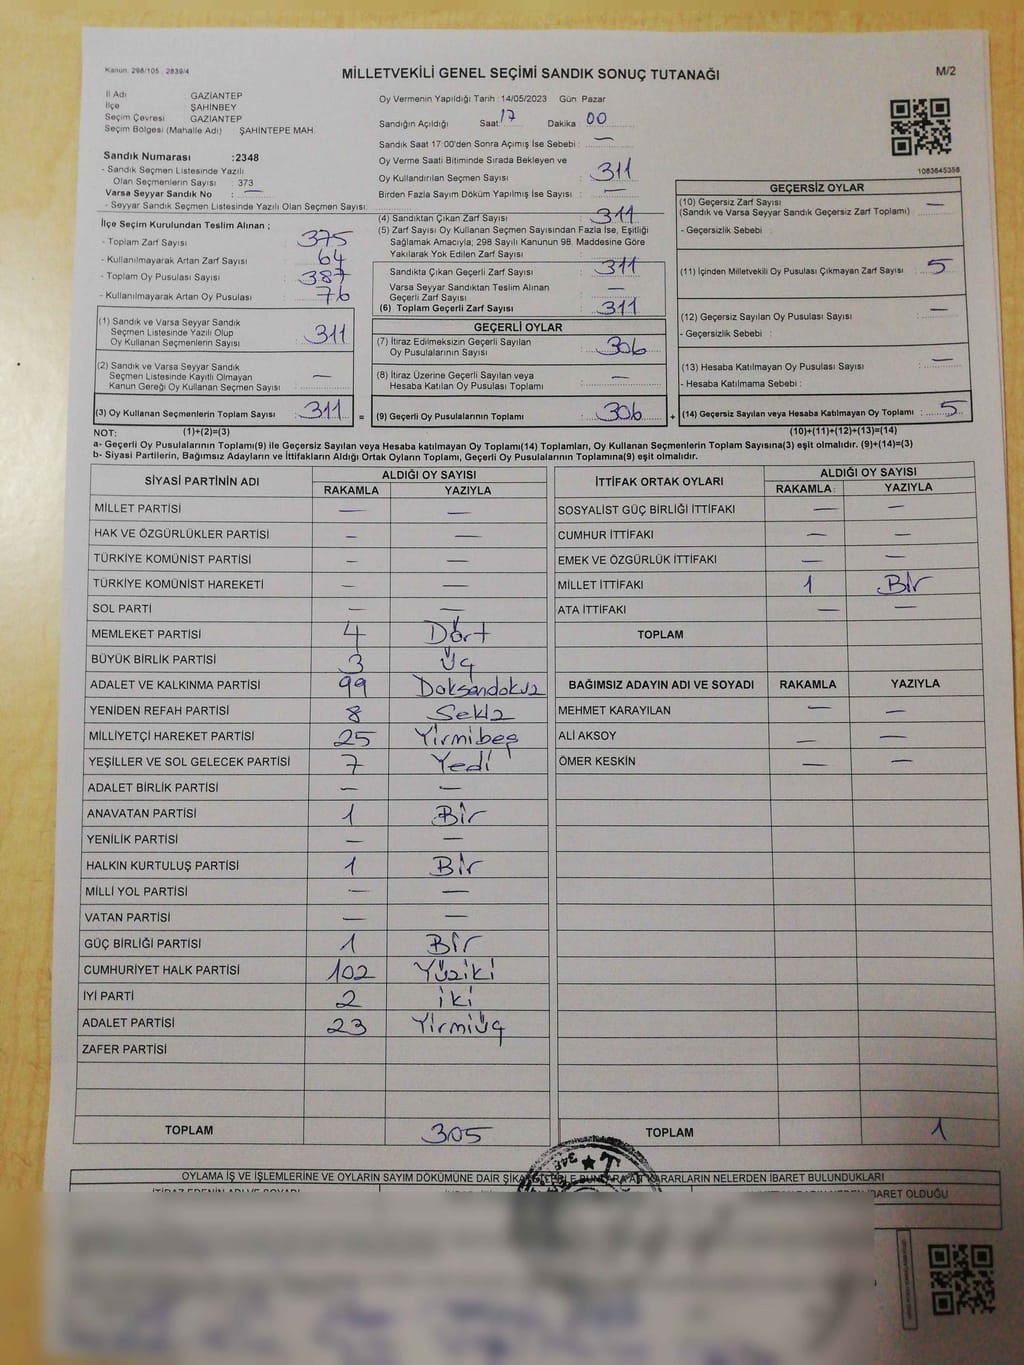 Kanun: 298/105, 2839/4
MİLLETVEKİLİ GENEL SEÇİMİ SANDIK SONUÇ TUTANAĞI
M/2
İl Adı : GAZİANTEP
İlçe : ŞAHİNBEY
Seçim Çevresi : GAZİANTEP
Seçim Bölgesi (Mahalle Adı) : ŞAHİNTEPE MAH.
Sandık Numarası :2348
- Sandık Seçmen Listesinde Yazılı
Olan Seçmenlerin Sayısı : 373
Varsa Seyyar Sandık No : —
- Seyyar Sandık Seçmen Listesinde Yazılı Olan Seçmen Sayısı:
İlçe Seçim Kurulundan Teslim Alınan ;
- Toplam Zarf Sayısı : 375
- Kullanılmayarak Artan Zarf Sayısı : 64
- Toplam Oy Pusulası Sayısı : 387
- Kullanılmayarak Artan Oy Pusulası : 76
(1) Sandık ve Varsa Seyyar Sandık
Seçmen Listesinde Yazılı Olup
Oy Kullanan Seçmenlerin Sayısı : 311
(2) Sandık ve Varsa Seyyar Sandık
Seçmen Listesinde Kayıtlı Olmayan
Kanun Gereği Oy Kullanan Seçmen Sayısı : —
(3) Oy Kullanan Seçmenlerin Toplam Sayısı : 311 =
Oy Vermenin Yapıldığı Tarih : 14/05/2023 Gün: Pazar
Sandığın Açıldığı Saat: 17 Dakika 00
Sandık Saat 17:00'den Sonra Açımış İse Sebebi : —
Oy Verme Saati Bitiminde Sırada Bekleyen ve
Oy Kullandırılan Seçmen Sayısı : 311
Birden Fazla Sayım Döküm Yapılmış İse Sayısı : —
(4) Sandıktan Çıkan Zarf Sayısı : 311
(5) Zarf Sayısı Oy Kullanan Seçmen Sayısından Fazla İse, Eşitliği
Sağlamak Amacıyla; 298 Sayılı Kanunun 98. Maddesine Göre
Yakılarak Yok Edilen Zarf Sayısı :
Sandıkta Çıkan Geçerli Zarf Sayısı : 311
Varsa Seyyar Sandıktan Teslim Alınan
Geçerli Zarf Sayısı : —
(6) Toplam Geçerli Zarf Sayısı : 311
GEÇERLİ OYLAR
(7) İtiraz Edilmeksizin Geçerli Sayılan
Oy Pusulalarının Sayısı : 306
(8) İtiraz Üzerine Geçerli Sayılan veya
Hesaba Katılan Oy Pusulası Toplamı : —
(9) Geçerli Oy Pusulalarının Toplamı : 306 +
1083645358
GEÇERSİZ OYLAR
(10) Geçersiz Zarf Sayısı
(Sandık ve Varsa Seyyar Sandık Geçersiz Zarf Toplamı) : —
- Geçersizlik Sebebi :
(11) İçinden Milletvekili Oy Pusulası Çıkmayan Zarf Sayısı : 5
(12) Geçersiz Sayılan Oy Pusulası Sayısı : —
- Geçersizlik Sebebi :
(13) Hesaba Katılmayan Oy Pusulası Sayısı : —
- Hesaba Katılmama Sebebi :
(14) Geçersiz Sayılan veya Hesaba Katılmayan Oy Toplamı : 5
NOT: (1)+(2)=(3) (10)+(11)+(12)+(13)=(14)
a- Geçerli Oy Pusulasının Toplamı(9) ile Geçersiz Sayılan veya Hesaba katılmayan Oy Toplamı(14) Toplamları, Oy Kullanan Seçmenlerin Toplam Sayısına(3) eşit olmalıdır. (9)+(14)=(3)
b- Siyasi Partilerin, Bağımsız Adayların ve İttifakların Aldığı Ortak Oyların Toplamı, Geçerli Oy Pusulalarının Toplamına(9) eşit olmalıdır.
SİYASİ PARTİNİN ADI ALDIĞI OY SAYISI
RAKAMLA YAZIYLA
MİLLET PARTİSİ — —
HAK VE ÖZGÜRLÜKLER PARTİSİ — —
TÜRKİYE KOMÜNİST PARTİSİ — —
TÜRKİYE KOMÜNİST HAREKETİ — —
SOL PARTİ — —
MEMLEKET PARTİSİ 4 Dört
BÜYÜK BİRLİK PARTİSİ 3 Üç
ADALET VE KALKINMA PARTİSİ 99 Doksandokuz
YENİDEN REFAH PARTİSİ 8 Sekiz
MİLLİYETÇİ HAREKET PARTİSİ 25 Yirmibeş
YEŞİLLER VE SOL GELECEK PARTİSİ 7 Yedi
ADALET BİRLİK PARTİSİ — —
ANAVATAN PARTİSİ 1 Bir
YENİLİK PARTİSİ — —
HALKIN KURTULUŞ PARTİSİ 1 Bir
MİLLİ YOL PARTİSİ — —
VATAN PARTİSİ — —
GÜÇ BİRLİĞİ PARTİSİ 1 Bir
CUMHURİYET HALK PARTİSİ 102 Yüziki
İYİ PARTİ 2 iki
ADALET PARTİSİ 23 Yirmiüç
ZAFER PARTİSİ
TOPLAM 305
İTTİFAK ORTAK OYLARI ALDIĞI OY SAYISI
RAKAMLA YAZIYLA
SOSYALİST GÜÇ BİRLİĞİ İTTİFAKI — —
CUMHUR İTTİFAKI — —
EMEK VE ÖZGÜRLÜK İTTİFAKI —
MİLLET İTTİFAKI 1 Bir
ATA İTTİFAKI — —
TOPLAM
BAĞIMSIZ ADAYIN ADI VE SOYADI RAKAMLA YAZIYLA
MEHMET KARAYILAN — —
ALİ AKSOY — —
ÖMER KESKİN — —
TOPLAM 1
OYLAMA İŞ VE İŞLEMLERİNE VE OYLARIN SAYIM DÖKÜMÜNE DAİR KARARLARIN NELERDEN İBARET BULUNDUKLARI
İBARET OLDUĞU